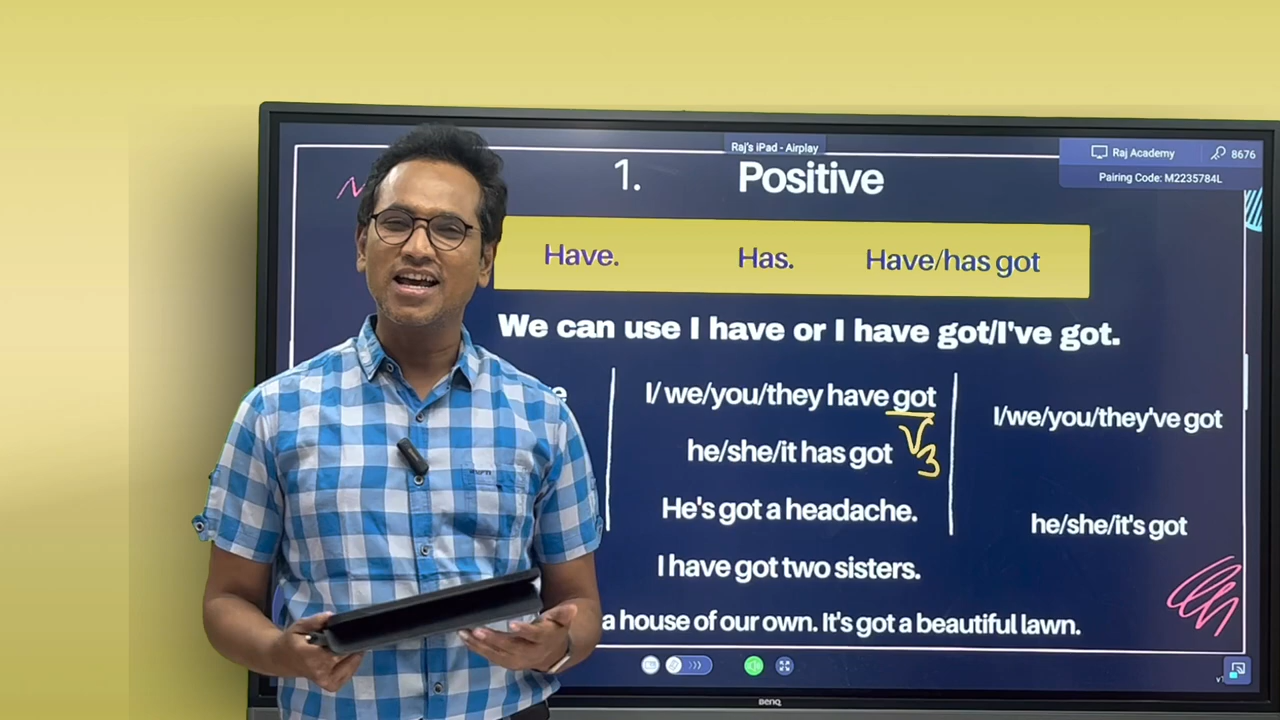 Raj's iPad - Airplay
Raj Academy 8676
Pairing Code: M2235784L
1. Positive
Have. Has. Have/has got
We can use I have or I have got/I've got.
I/ we/you/they have got
I/we/you/they've got
V3
he/she/it has got
He's got a headache.
he/she/it's got
I have got two sisters.
a house of our own. It's got a beautiful lawn.
BenQ